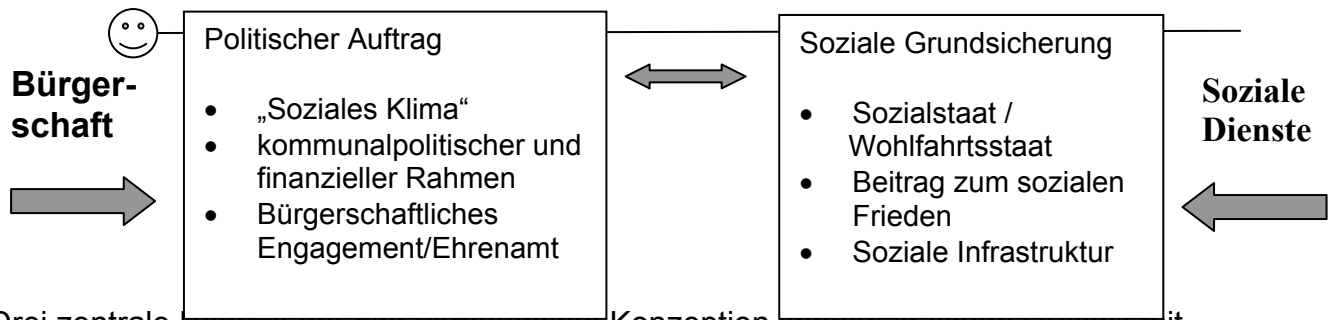 Bürger-
schaft
Politischer Auftrag
• „Soziales Klima“
• kommunalpolitischer und
finanzieller Rahmen
• Bürgerschaftliches
Engagement/Ehrenamt
Soziale Grundsicherung
• Sozialstaat /
Wohlfahrtsstaat
• Beitrag zum sozialen
Frieden
• Soziale Infrastruktur
Soziale
Dienste
Drei zentrale Konzeption